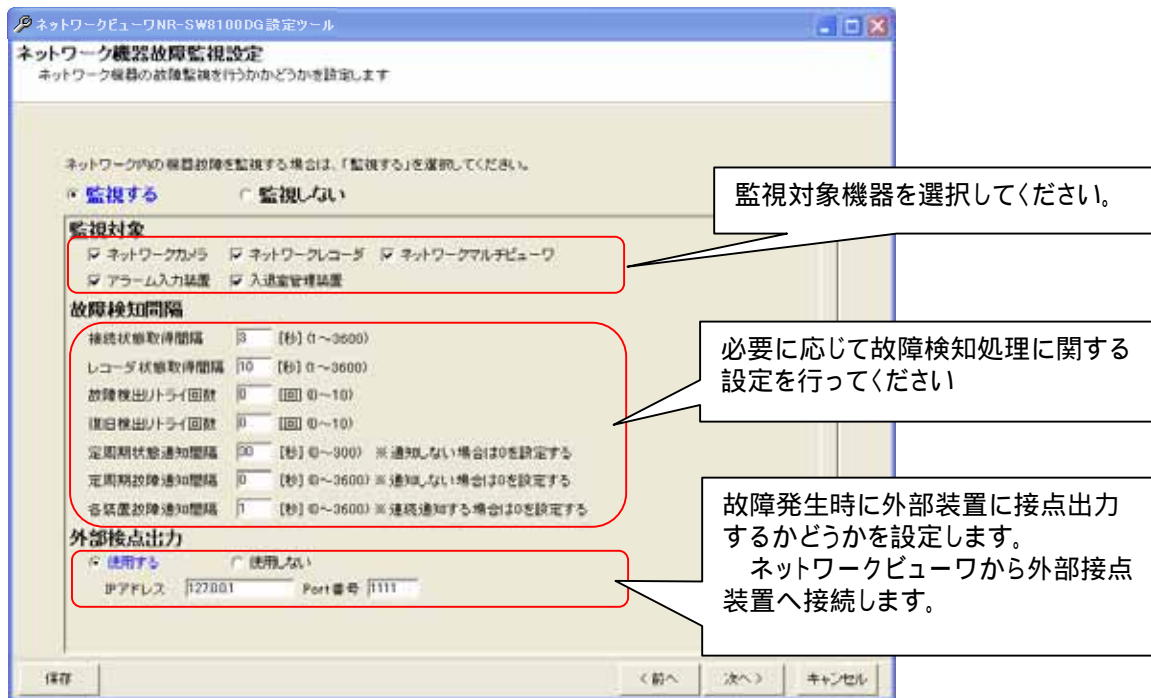 ネットワークビューワNR-SW8100DG設定ツール
ネットワーク機器故障監視設定
ネットワーク機器の故障監視を行うかどうかを設定します
ネットワーク内の機器故障を監視する場合は、「監視する」を選択してください。
監視する 監視しない
監視対象
ネットワークカメラ ネットワークレコーダ ネットワークマルチビューワ
アラーム入力装置 入退室管理装置
故障検知間隔
接続状態取得間隔 3 [秒] (1～3600)
レコーダ状態取得間隔 10 [秒] (1～3600)
故障検出リトライ回数 0 [回] (0～10)
復旧検出リトライ回数 0 [回] (0～10)
定周期状態通知間隔 30 [秒] (0～300) ※通知しない場合は0を設定する
定周期故障通知間隔 0 [秒] (0～3600) ※通知しない場合は0を設定する
各装置故障通知間隔 1 [秒] (0～3600) ※連続通知する場合は0を設定する
外部接点出力
使用する 使用しない
IPアドレス 127.0.0.1 Port番号 1111
保存 <前へ 次へ> キャンセル
監視対象機器を選択してください。
必要に応じて故障検知処理に関する
設定を行ってください
故障発生時に外部装置に接点出力
するかどうかを設定します。
ネットワークビューワから外部接点
装置へ接続します。